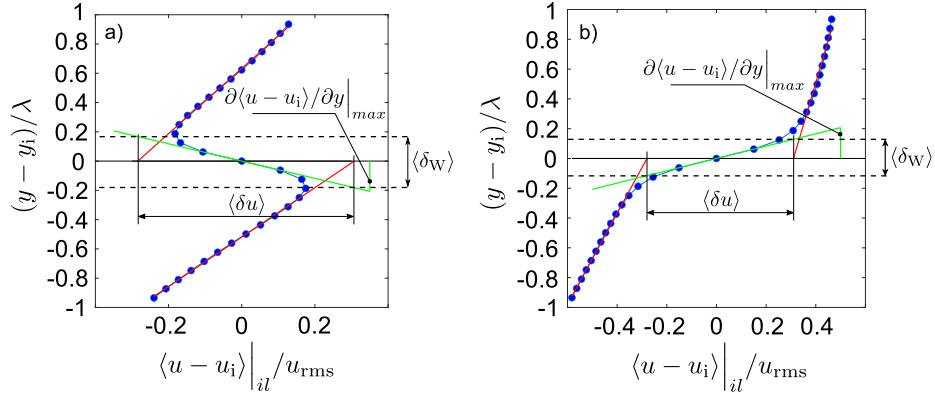 a)
1
0.8
0.6
0.4
0.2
0
-0.2
-0.4
-0.6
-0.8
-1
(y − y_i)/λ
∂⟨u − u_i⟩/∂y|_max
⟨δ_W⟩
⟨δu⟩
-0.2 0 0.2
⟨u − u_i⟩|_il /u_rms
b)
1
0.8
0.6
0.4
0.2
0
-0.2
-0.4
-0.6
-0.8
-1
(y − y_i)/λ
∂⟨u − u_i⟩/∂y|_max
⟨δ_W⟩
⟨δu⟩
-0.4 -0.2 0 0.2 0.4
⟨u − u_i⟩|_il /u_rms